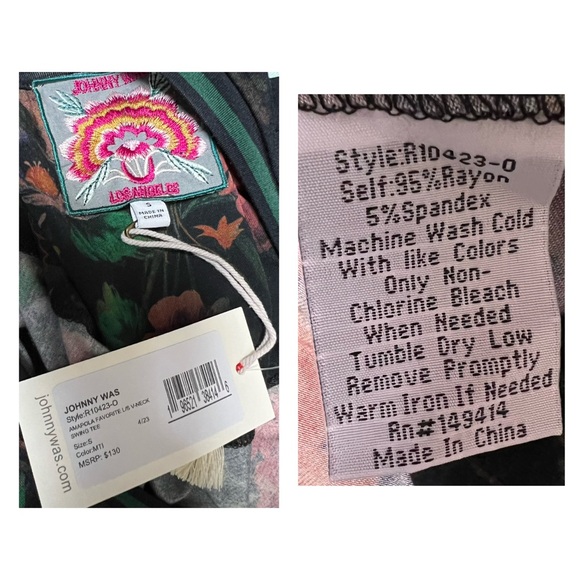 JOHNNY WAS
LOS ANGELES
S
MADE IN
CHINA
johnnywas.com
JOHNNY WAS
Style:R10423-O
AMAPIOLA FAVORITE L/S V-NECK
SWING TEE
4/23
Size:S
Color:MTI
MSRP: $130
Style:R10423-O
Self:95%Rayon
5%Spandex
Machine Wash Cold
With like Colors
Only Non-
Chlorine Bleach
When Needed
Tumble Dry Low
Remove Promptly
Warm Iron If Needed
Rn#149414
Made In China